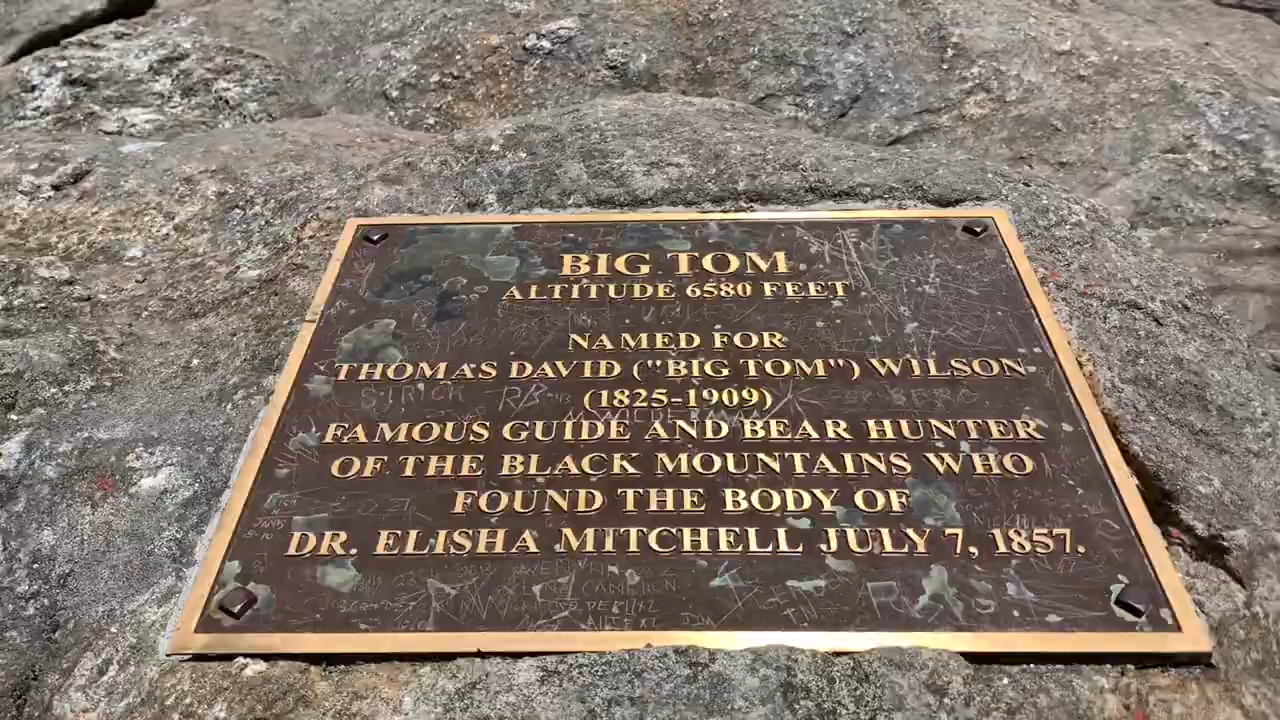 BIG TOM
ALTITUDE 6580 FEET
NAMED FOR
THOMAS DAVID ("BIG TOM") WILSON
(1825-1909)
FAMOUS GUIDE AND BEAR HUNTER
OF THE BLACK MOUNTAINS WHO
FOUND THE BODY OF
DR. ELISHA MITCHELL JULY 7, 1857.